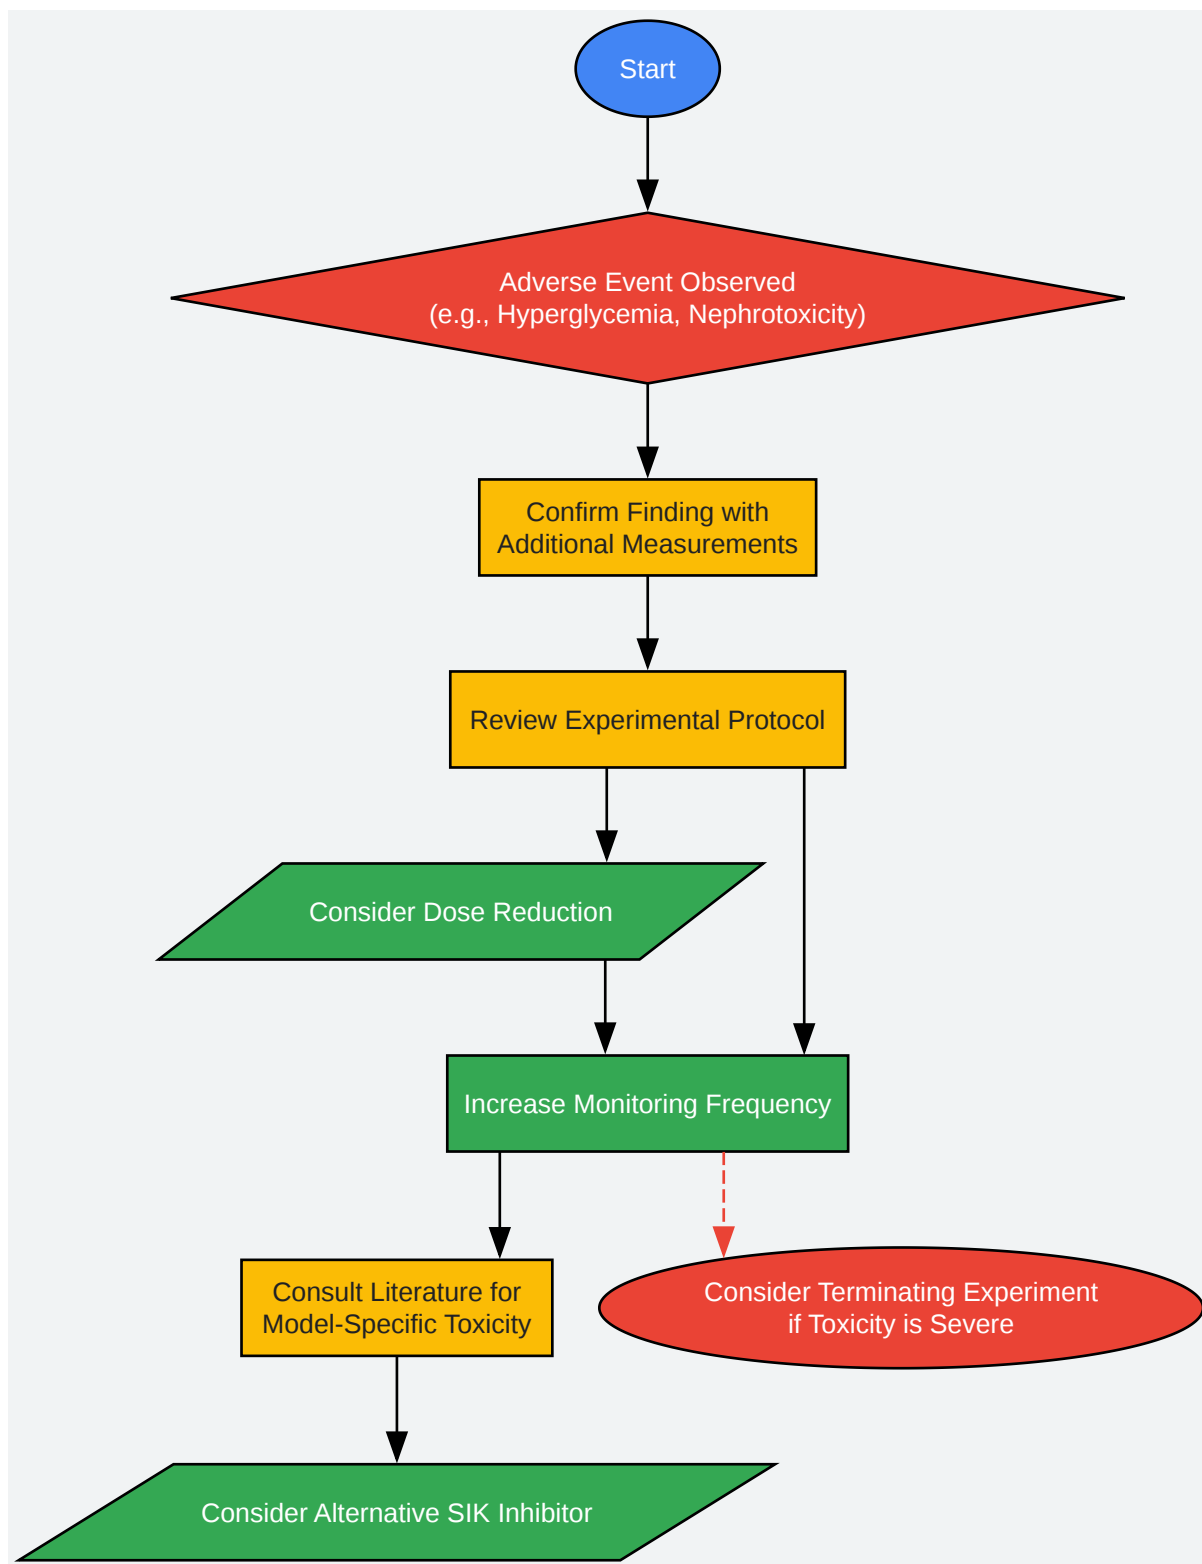 Start
Adverse Event Observed
(e.g., Hyperglycemia, Nephrotoxicity)
Confirm Finding with
Additional Measurements
Review Experimental Protocol
Consider Dose Reduction
Increase Monitoring Frequency
Consult Literature for
Model-Specific Toxicity
Consider Terminating Experiment
if Toxicity is Severe
Consider Alternative SIK Inhibitor